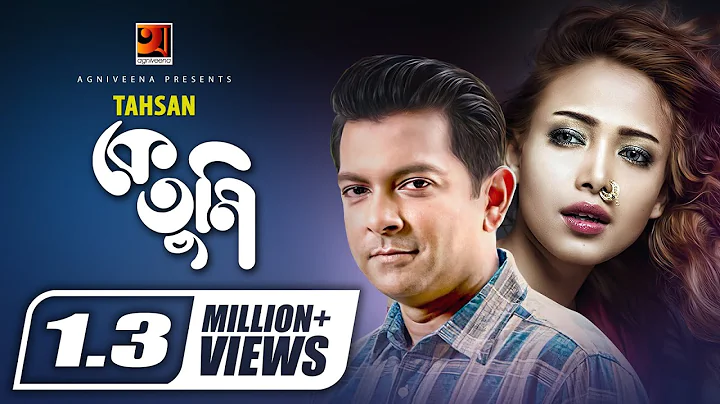 অ
agniveena
AGNIVEENA PRESENTS
TAHSAN
কে
তুমি
1.3 MILLION+
VIEWS